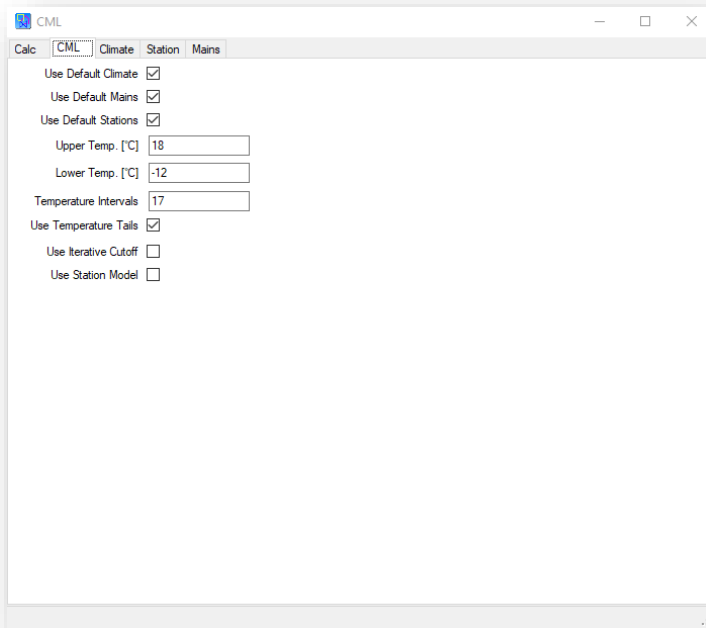 CML
Calc CML Climate Station Mains
Use Default Climate
Use Default Mains
Use Default Stations
Upper Temp. [°C] 18
Lower Temp. [°C] -12
Temperature Intervals 17
Use Temperature Tails
Use Iterative Cutoff
Use Station Model